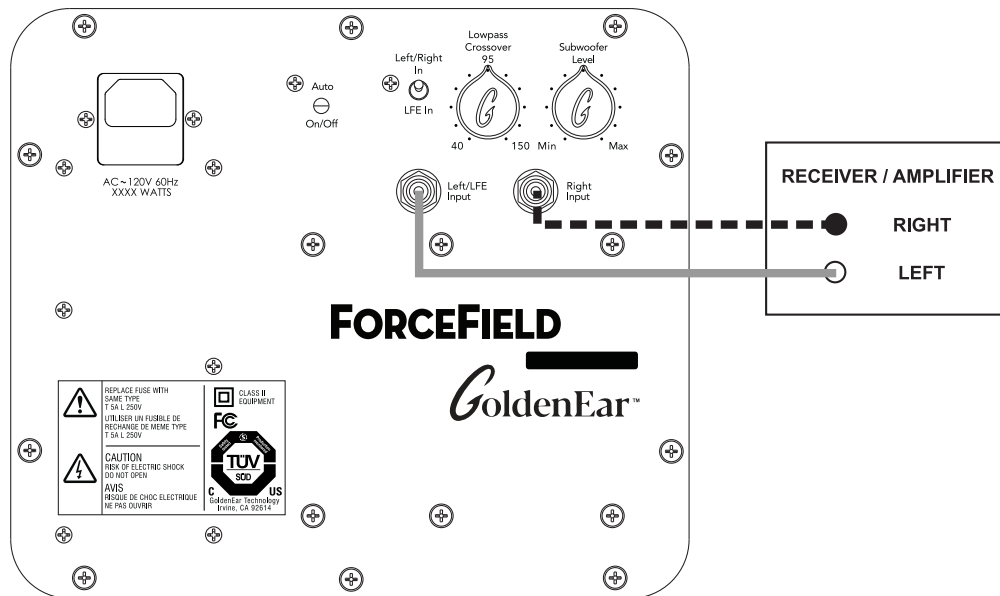 Lowpass
Crossover
95
Subwoofer
Level
Left/Right
In
Auto
LFE In
On/Off
40
150
Min
Max
AC~120V 60Hz
XXXX WATTS
Left/LFE
Input
Right
Input
RECEIVER / AMPLIFIER
RIGHT
LEFT
FORCEFIELD
GoldenEar™
REPLACE FUSE WITH
SAME TYPE
T 5A L 250V
UTILISER UN FUSIBLE DE
RECHANGE DE MEME TYPE
T 5A L 250V
CAUTION
RISK OF ELECTRIC SHOCK
DO NOT OPEN
AVIS
RISQUE DE CHOC ELECTRIQUE
NE PAS OUVRIR
CLASS II
EQUIPMENT
FC
TÜV
SÜD
C US
GoldenEar Technology
Irvine, CA 92614